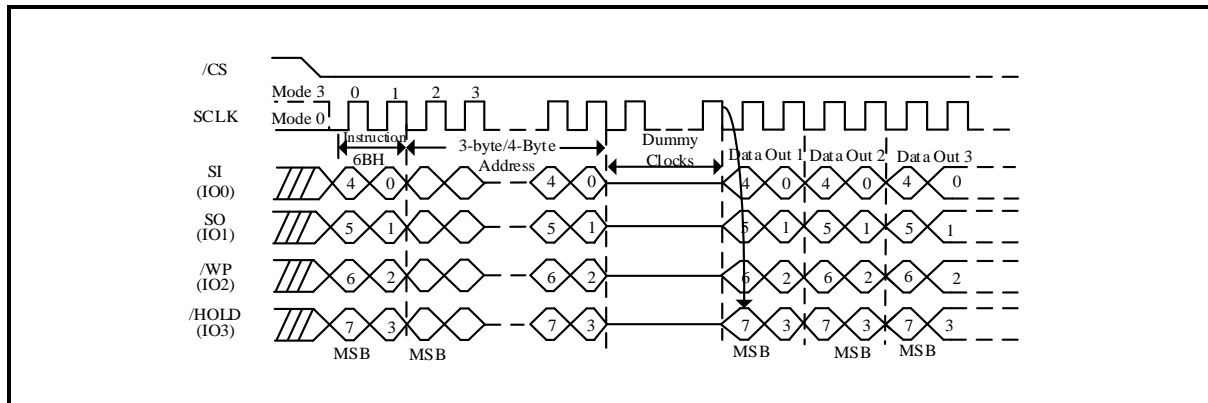 /CS
Mode 3 0 1 2 3
SCLK
Mode 0
Instruction 3-byte/4-Byte Dummy
6BH Address Clocks Data Out 1 Data Out 2 Data Out 3
SI
(IO0) 4 0 4 0 4 0 4 0 4 0
SO
(IO1) 5 1 5 1 5 1 5 1 5 1
/WP
(IO2) 6 2 6 2 6 2 6 2 6 2
/HOLD
(IO3) 7 3 7 3 7 3 7 3 7 3
MSB MSB MSB MSB MSB